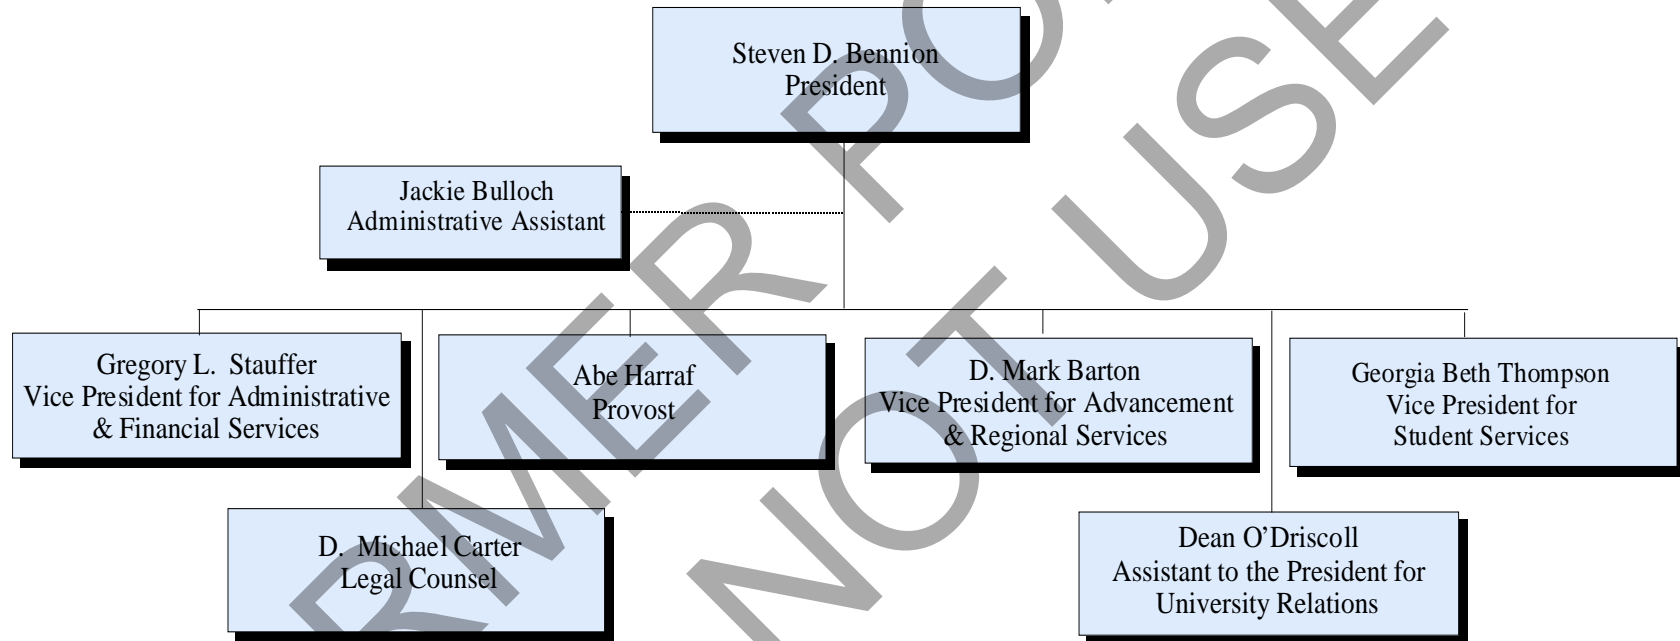 Steven D. Bennion
President
Jackie Bulloch
Administrative Assistant
Gregory L. Stauffer
Vice President for Administrative
& Financial Services
Abe Harraf
Provost
D. Mark Barton
Vice President for Advancement
& Regional Services
Georgia Beth Thompson
Vice President for
Student Services
D. Michael Carter
Legal Counsel
Dean O’Driscoll
Assistant to the President for
University Relations
NOT USE